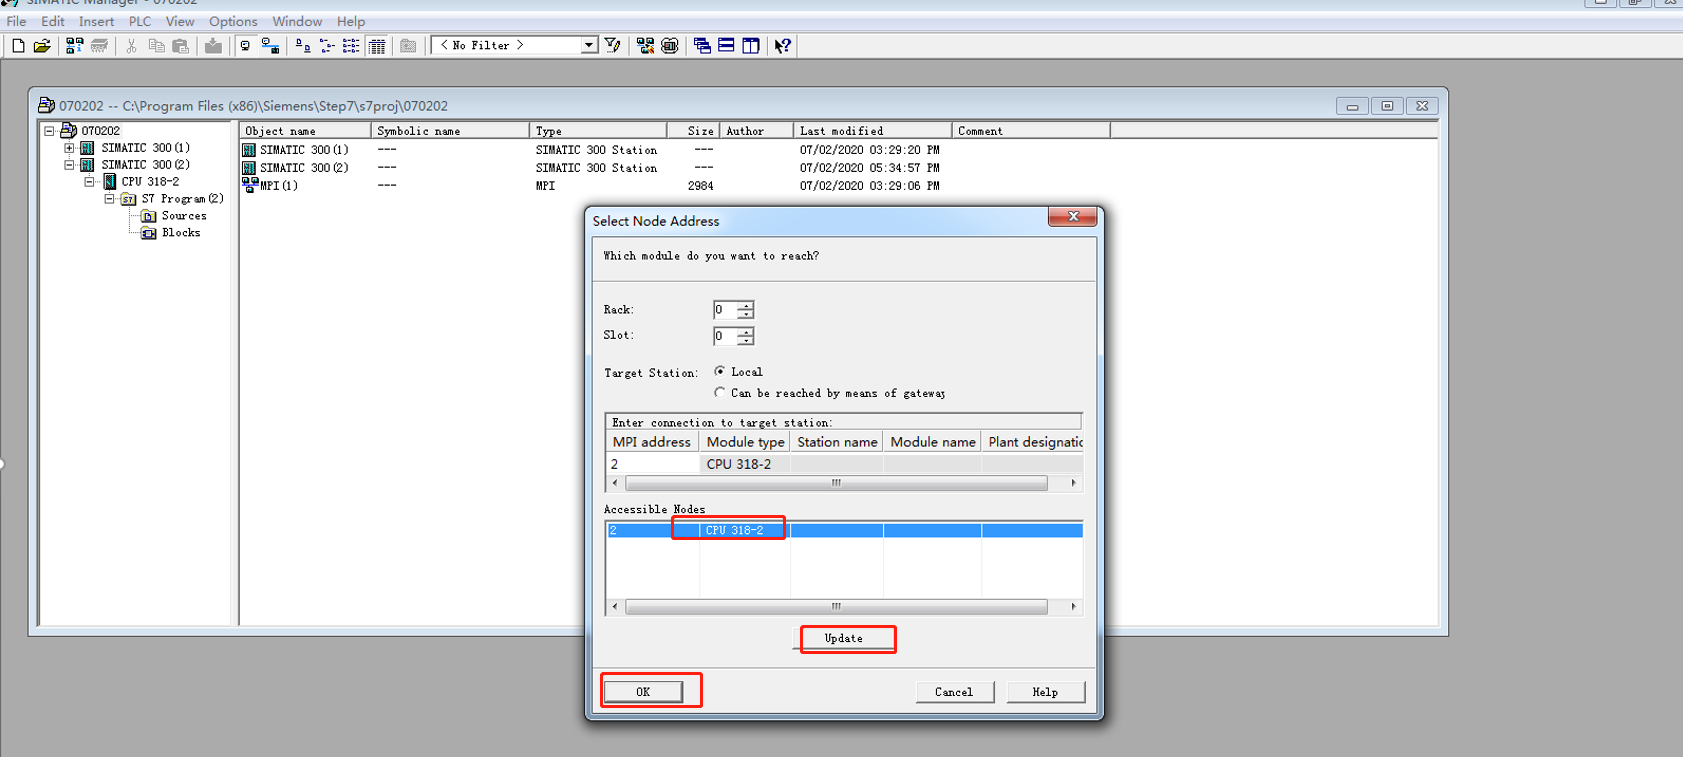 SIMATIC Manager - 070202
File Edit Insert PLC View Options Window Help
< No Filter >
070202 -- C:\Program Files (x86)\Siemens\Step7\s7proj\070202
070202
SIMATIC 300(1)
SIMATIC 300(2)
CPU 318-2
S7 Program(2)
Sources
Blocks
Object name Symbolic name Type Size Author Last modified Comment
SIMATIC 300(1) --- SIMATIC 300 Station --- 07/02/2020 03:29:20 PM
SIMATIC 300(2) --- SIMATIC 300 Station --- 07/02/2020 05:34:57 PM
MPI(1) --- MPI 2984 07/02/2020 03:29:06 PM
Select Node Address
Which module do you want to reach?
Rack: 0
Slot: 0
Target Station: Local
Can be reached by means of gateway
Enter connection to target station:
MPI address Module type Station name Module name Plant designatio
2 CPU 318-2
Accessible Nodes
2 CPU 318-2
Update
OK Cancel Help